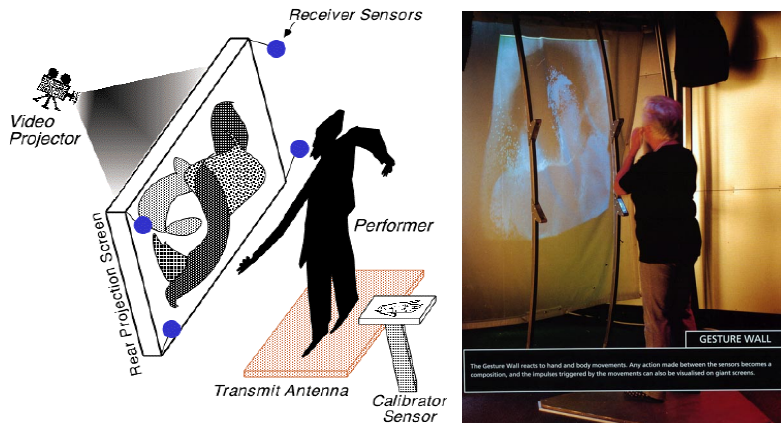 Receiver Sensors
Video
Projector
Rear Projection Screen
Performer
Transmit Antenna
Calibrator
Sensor
GESTURE WALL
The Gesture Wall reacts to hand and body movements. Any action made between the sensors becomes a
composition, and the impulses triggered by the movements can also be visualised on giant screens.